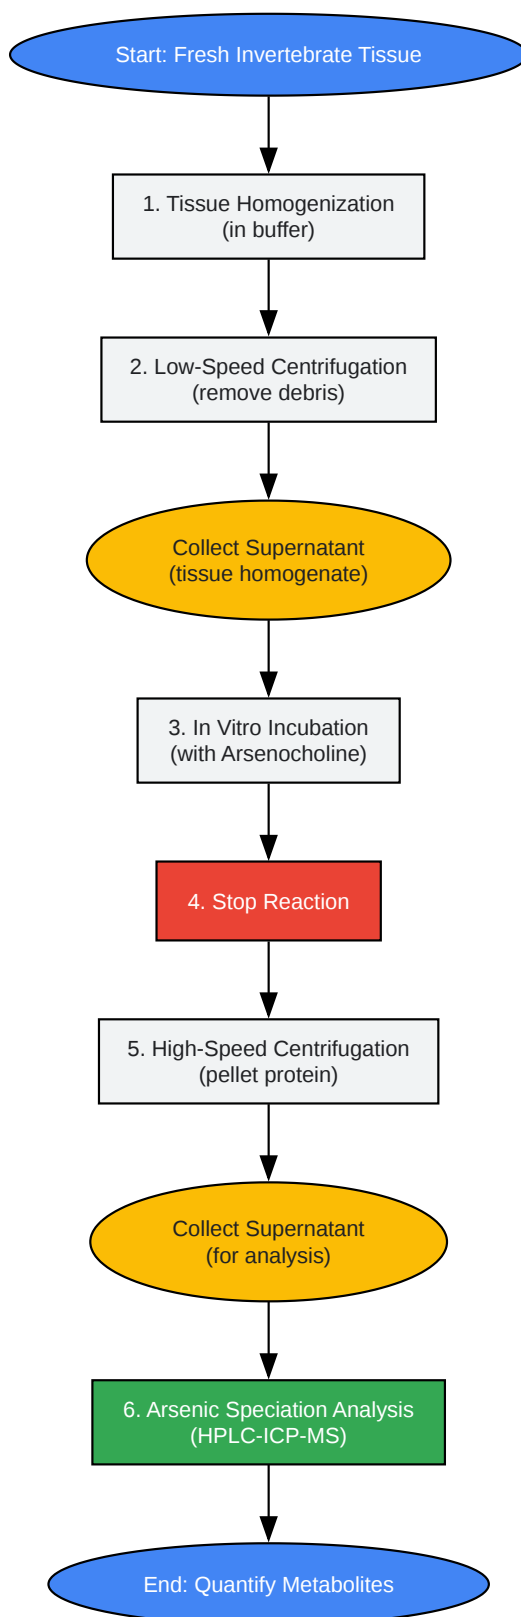 Start: Fresh Invertebrate Tissue
1. Tissue Homogenization
(in buffer)
2. Low-Speed Centrifugation
(remove debris)
Collect Supernatant
(tissue homogenate)
3. In Vitro Incubation
(with Arsenocholine)
4. Stop Reaction
5. High-Speed Centrifugation
(pellet protein)
Collect Supernatant
(for analysis)
6. Arsenic Speciation Analysis
(HPLC-ICP-MS)
End: Quantify Metabolites